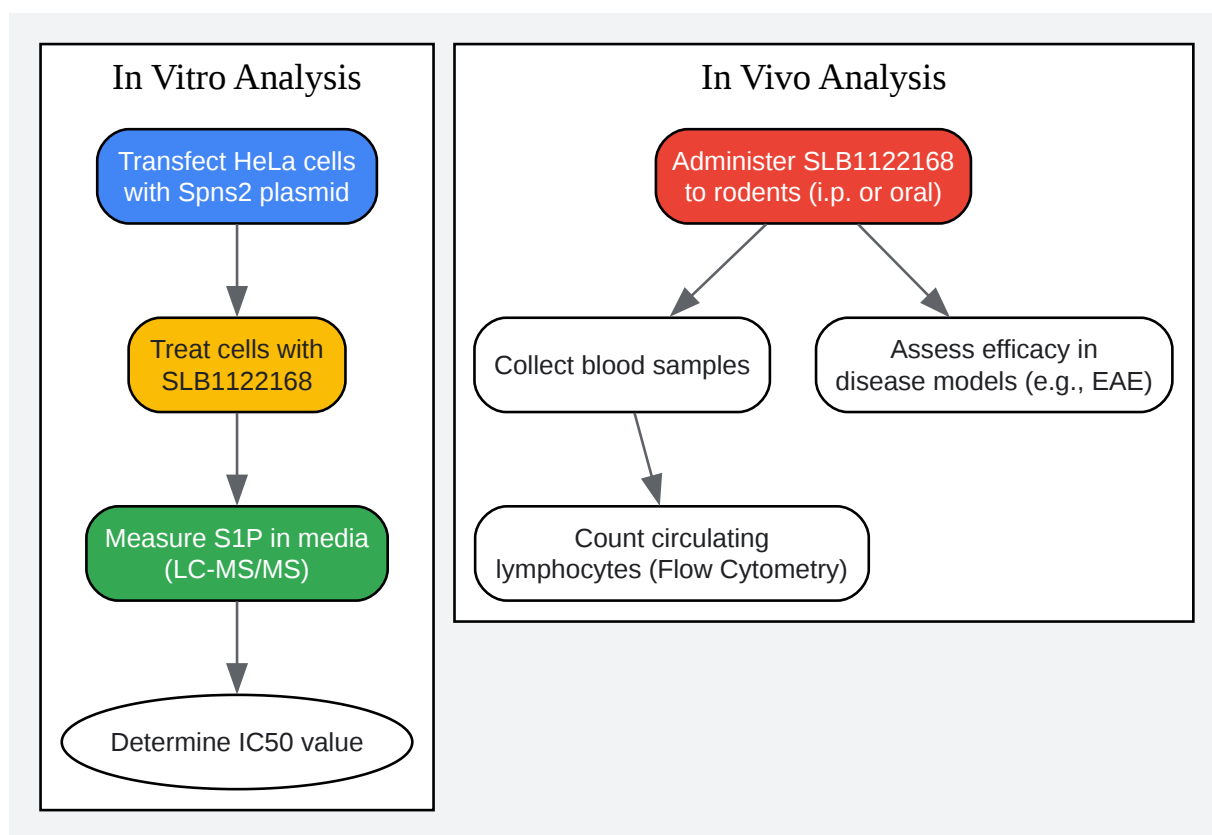 In Vitro Analysis
Transfect HeLa cells
with Spns2 plasmid
Treat cells with
SLB1122168
Measure S1P in media
(LC-MS/MS)
Determine IC50 value
In Vivo Analysis
Administer SLB1122168
to rodents (i.p. or oral)
Collect blood samples
Assess efficacy in
disease models (e.g., EAE)
Count circulating
lymphocytes (Flow Cytometry)